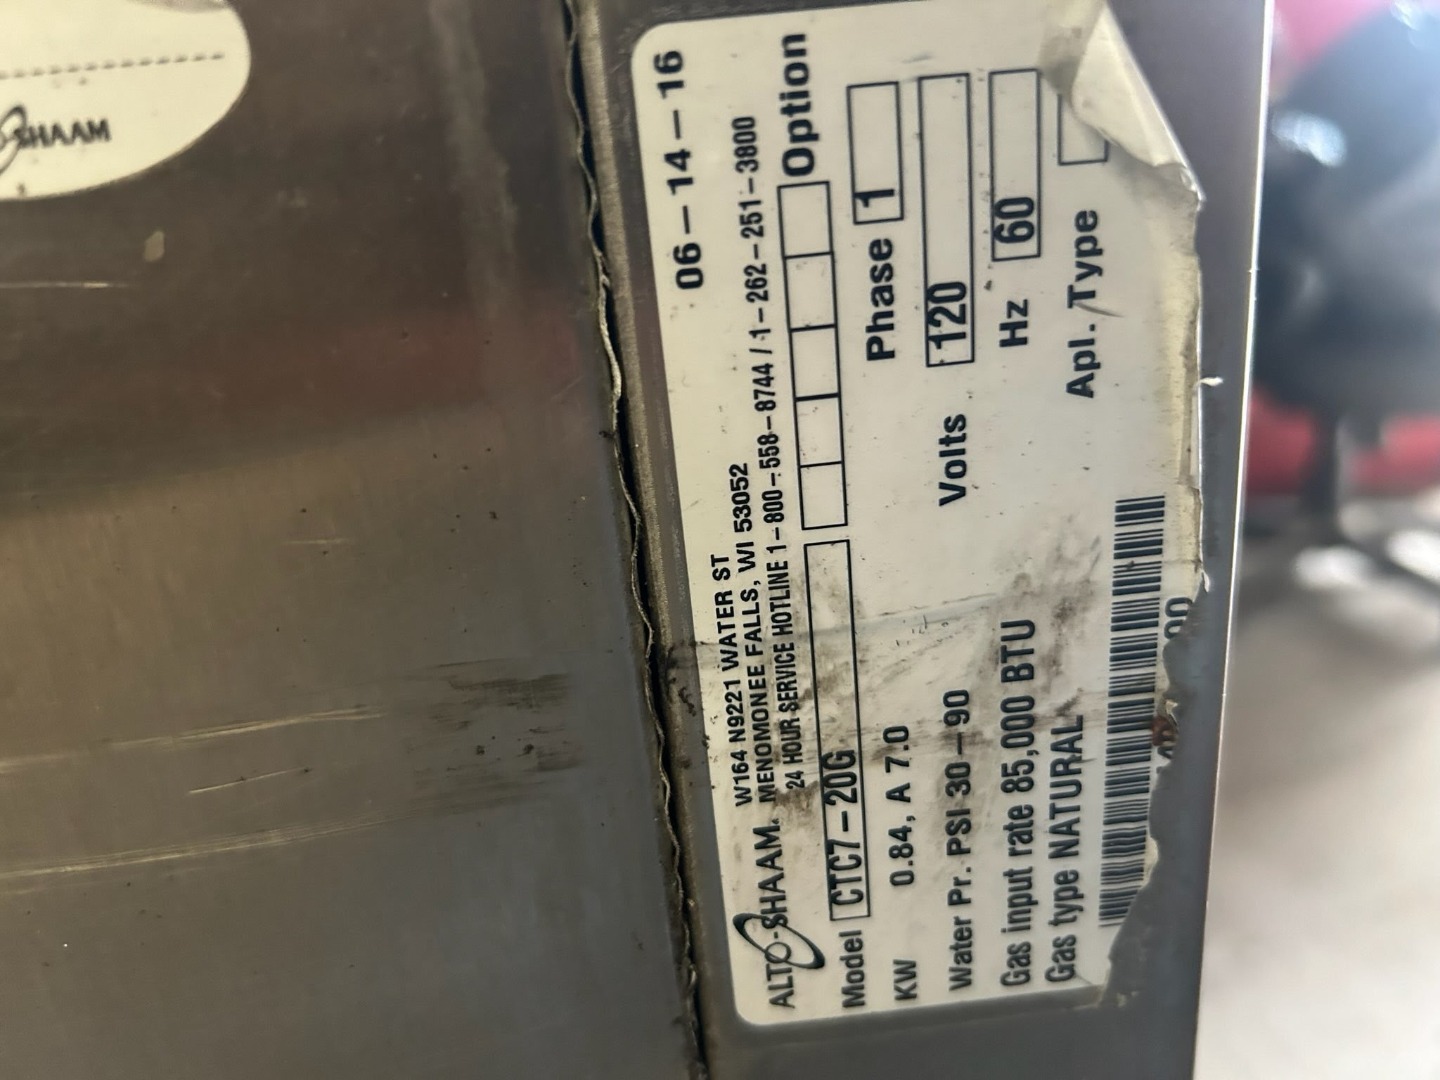 SHAAM
06-14-16
ALTO-SHAAM.
W164 N9221 WATER ST
MENOMONEE FALLS, WI 53052
24 HOUR SERVICE HOTLINE 1-800-558-8744 / 1-262-251-3800
Model CTC7-20G Option
KW 0.84, A 7.0 Phase 1
Water Pr. PSI 30-90 Volts 120
Gas input rate 85,000 BTU Hz 60
Gas type NATURAL Apl. Type